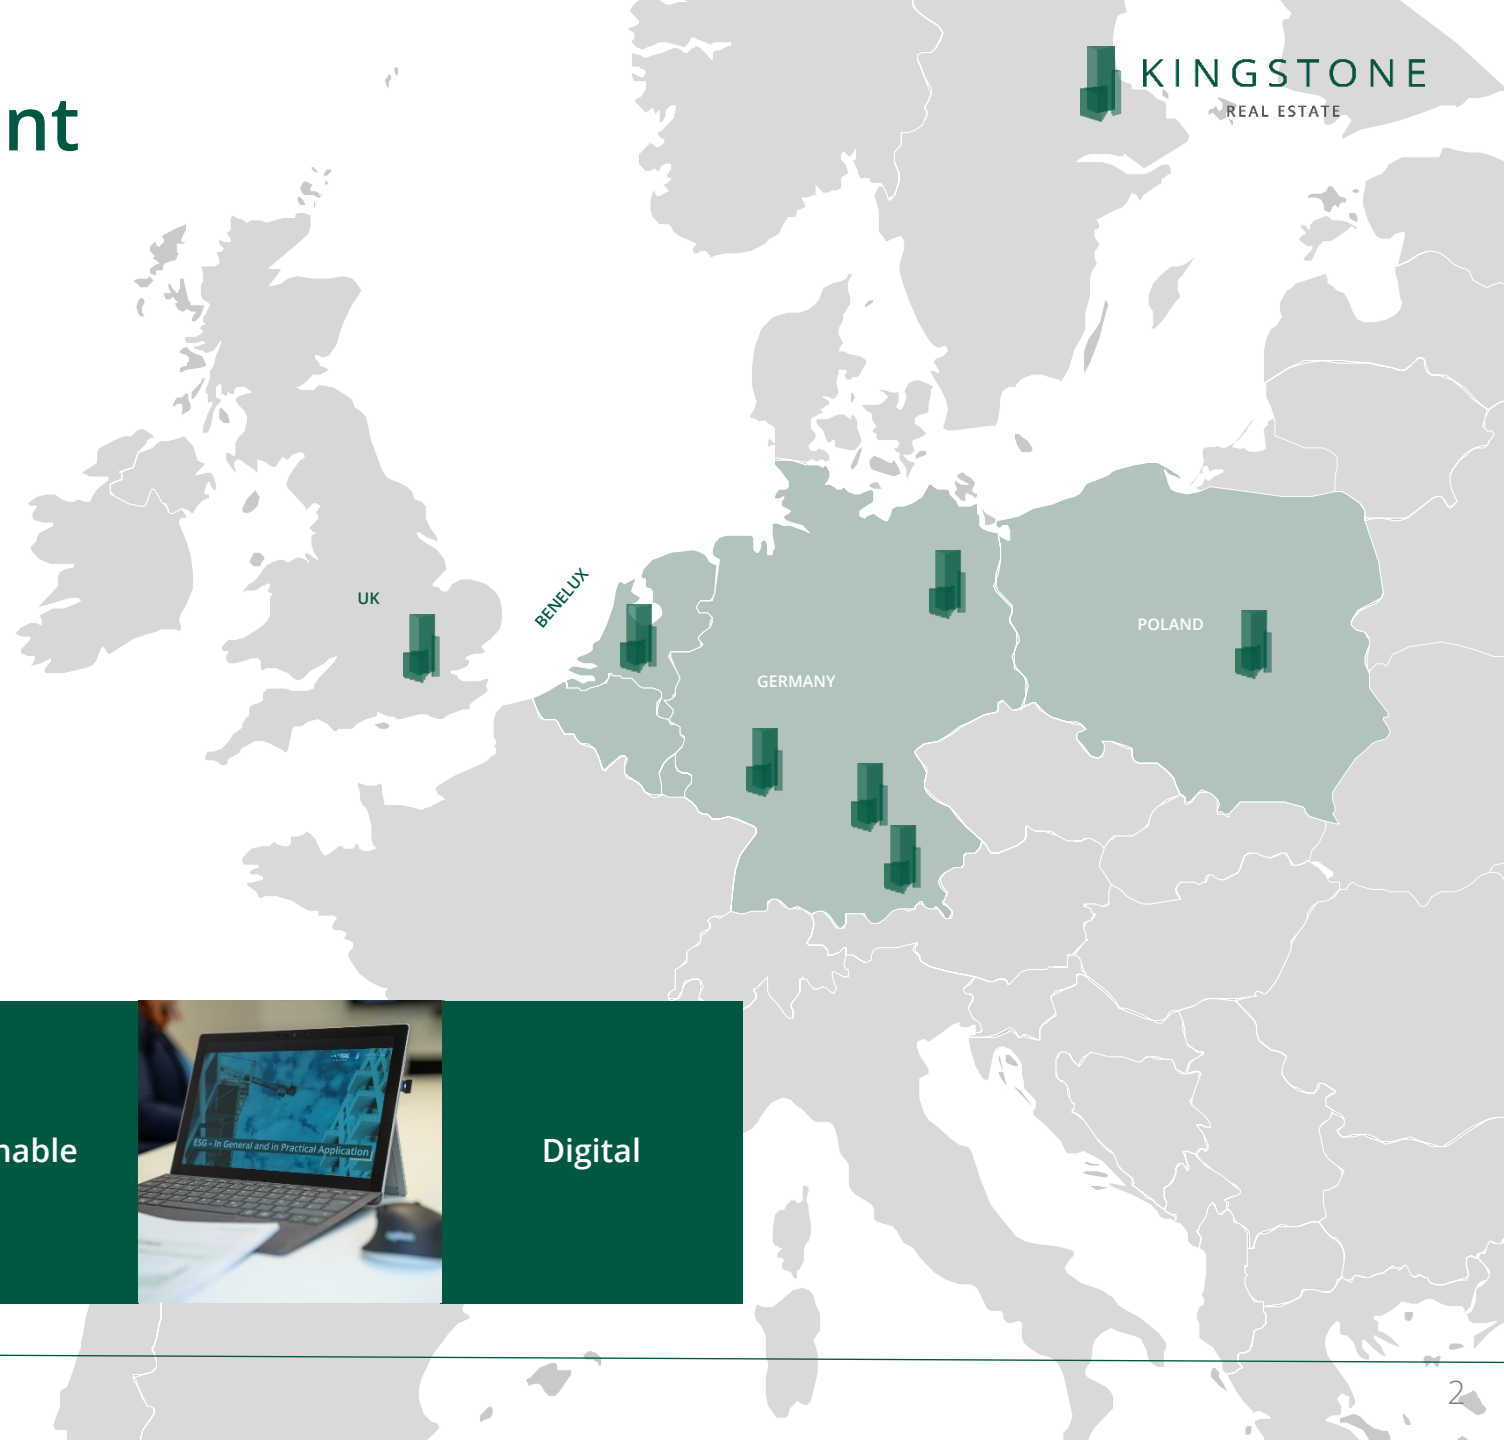 nt
KINGSTONE
REAL ESTATE
UK
BENELUX
GERMANY
POLAND
nable
ESG – In General and in Practical Application
Digital
2